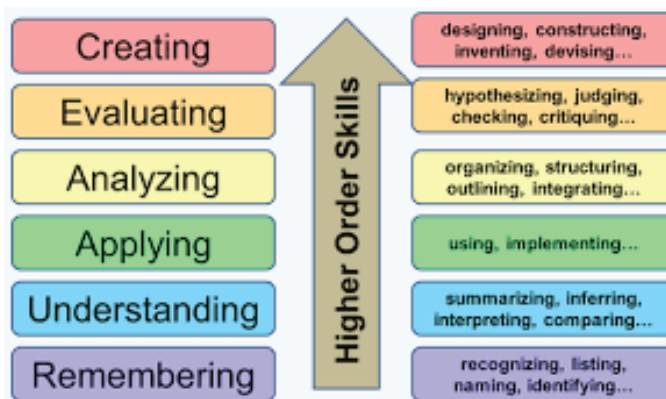 Creating
designing, constructing,
inventing, devising...
Evaluating
hypothesizing, judging,
checking, critiquing...
Analyzing
organizing, structuring,
outlining, integrating...
Applying
using, implementing...
Understanding
summarizing, inferring,
interpreting, comparing...
Remembering
recognizing, listing,
naming, identifying...
Higher Order Skills